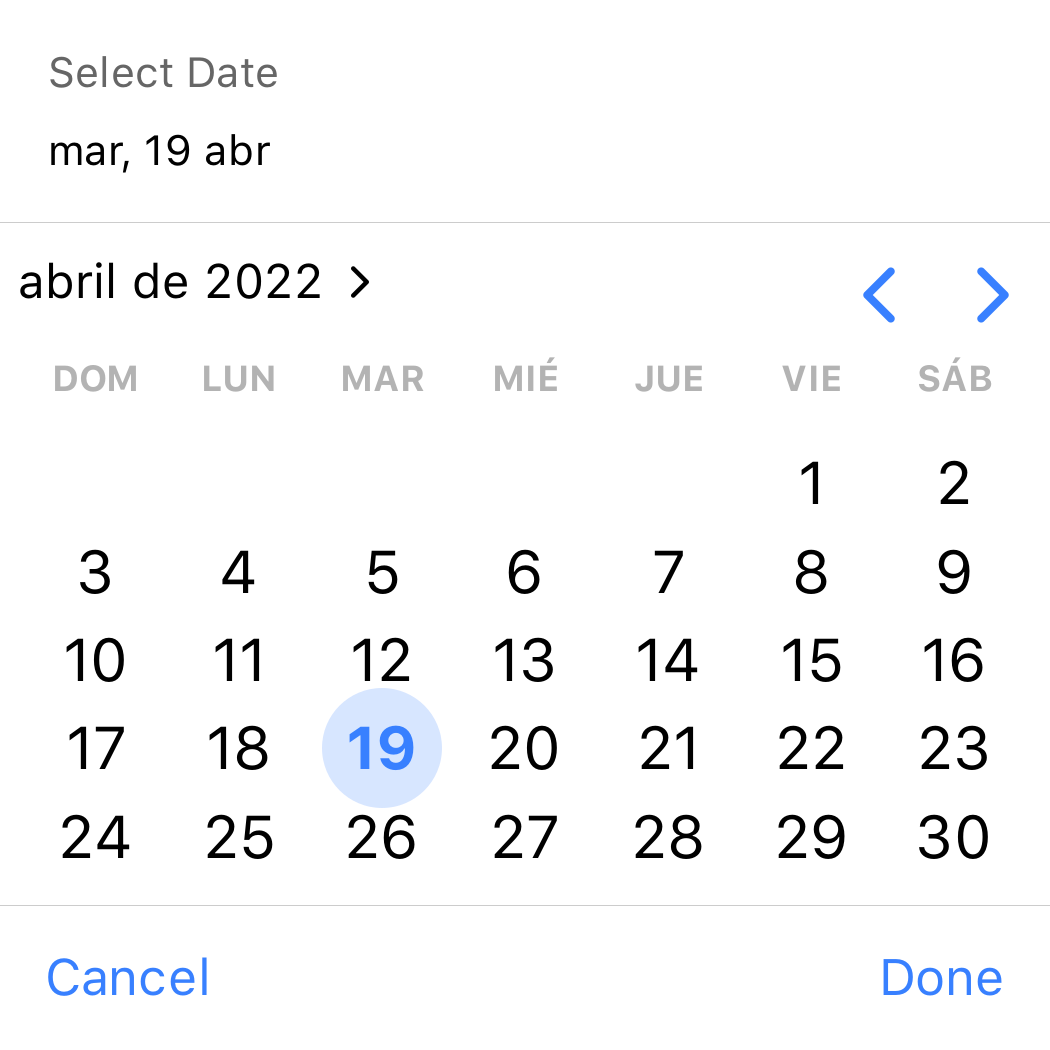 Select Date
mar, 19 abr
abril de 2022
DOM LUN MAR MIÉ JUE VIE SÁB
1 2
3 4 5 6 7 8 9
10 11 12 13 14 15 16
17 18 19 20 21 22 23
24 25 26 27 28 29 30
Cancel Done